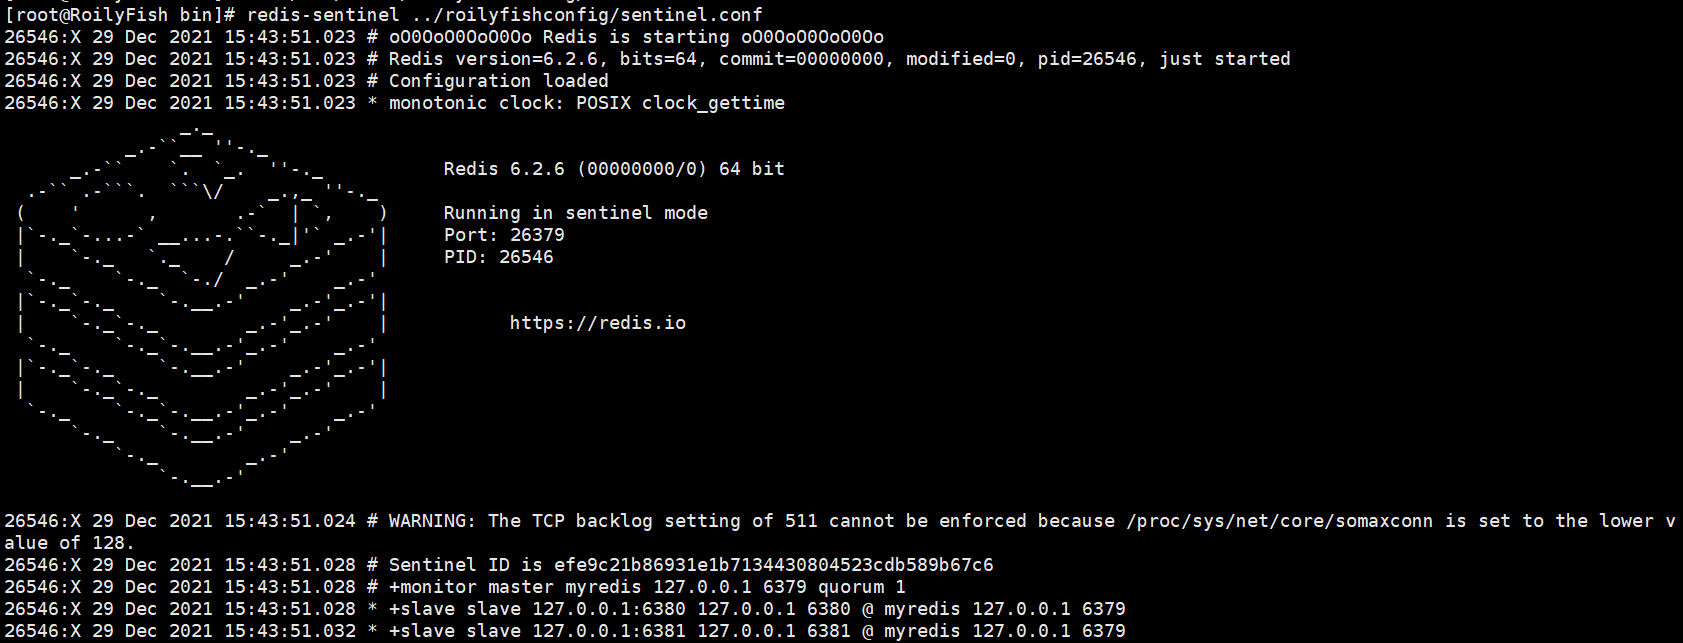 [root@RoilyFish bin]# redis-sentinel ../roilyfishconfig/sentinel.conf
26546:X 29 Dec 2021 15:43:51.023 # oO0OoO0OoO0Oo Redis is starting oO0OoO0OoO0Oo
26546:X 29 Dec 2021 15:43:51.023 # Redis version=6.2.6, bits=64, commit=00000000, modified=0, pid=26546, just started
26546:X 29 Dec 2021 15:43:51.023 # Configuration loaded
26546:X 29 Dec 2021 15:43:51.023 * monotonic clock: POSIX clock_gettime
Redis 6.2.6 (00000000/0) 64 bit
Running in sentinel mode
Port: 26379
PID: 26546
https://redis.io
26546:X 29 Dec 2021 15:43:51.024 # WARNING: The TCP backlog setting of 511 cannot be enforced because /proc/sys/net/core/somaxconn is set to the lower v
alue of 128.
26546:X 29 Dec 2021 15:43:51.028 # Sentinel ID is efe9c21b86931e1b7134430804523cdb589b67c6
26546:X 29 Dec 2021 15:43:51.028 # +monitor master myredis 127.0.0.1 6379 quorum 1
26546:X 29 Dec 2021 15:43:51.028 * +slave slave 127.0.0.1:6380 127.0.0.1 6380 @ myredis 127.0.0.1 6379
26546:X 29 Dec 2021 15:43:51.032 * +slave slave 127.0.0.1:6381 127.0.0.1 6381 @ myredis 127.0.0.1 6379